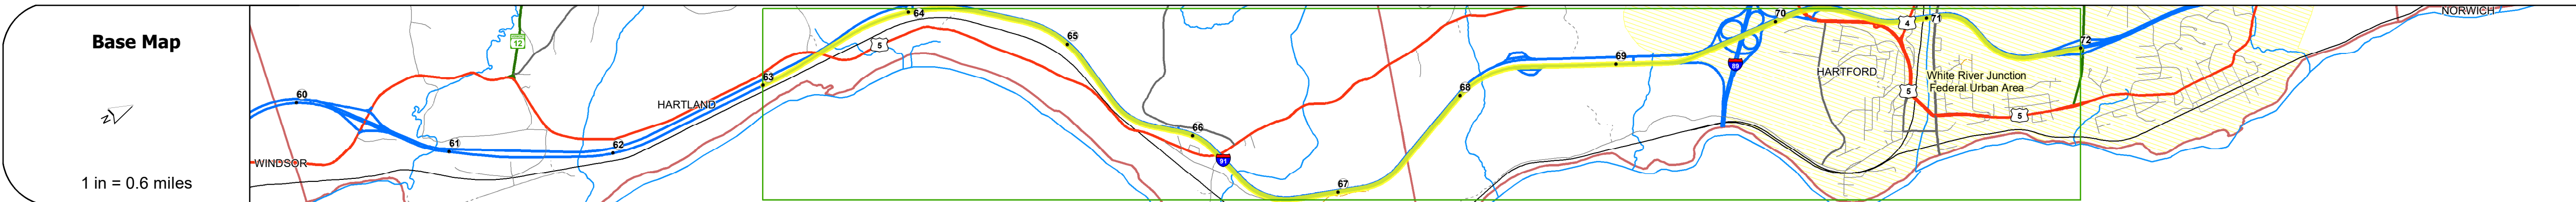 Base Map
N
1 in = 0.6 miles
60
WINDSOR
12
61
62
HARTLAND
63
5
64
65
66
91
67
68
69
89
70
HARTFORD
4
71
5
White River Junction
Federal Urban Area
5
72
NORWICH